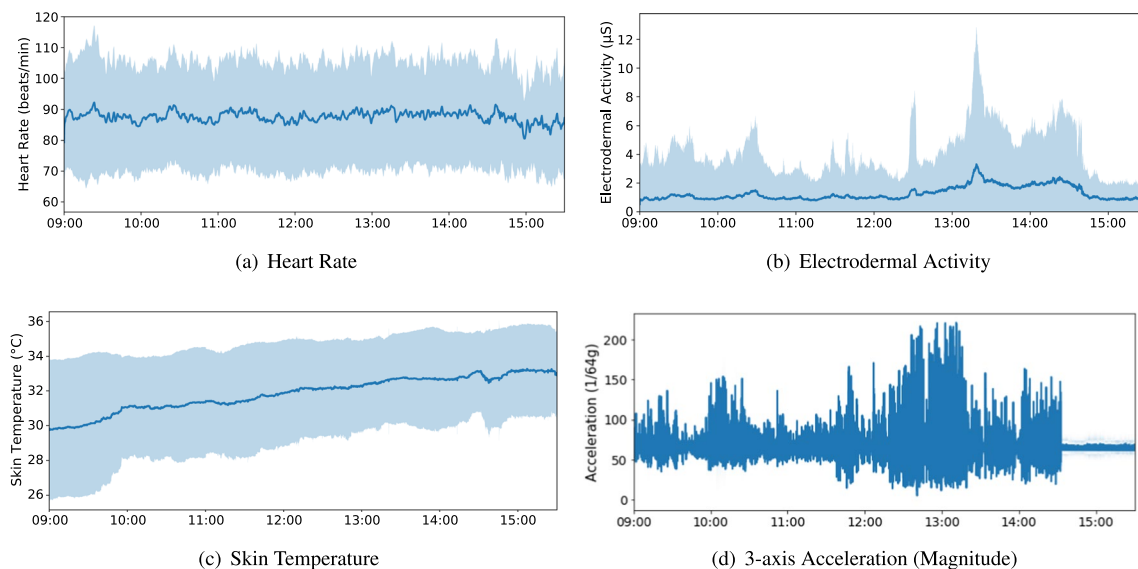 Heart Rate (beats/min)
120
110
100
90
80
70
60
09:00 10:00 11:00 12:00 13:00 14:00 15:00
(a) Heart Rate
Electrodermal Activity (µS)
12
10
8
6
4
2
0
09:00 10:00 11:00 12:00 13:00 14:00 15:00
(b) Electrodermal Activity
Skin Temperature (°C)
36
34
32
30
28
26
09:00 10:00 11:00 12:00 13:00 14:00 15:00
(c) Skin Temperature
Acceleration (1/64g)
200
150
100
50
0
09:00 10:00 11:00 12:00 13:00 14:00 15:00
(d) 3-axis Acceleration (Magnitude)